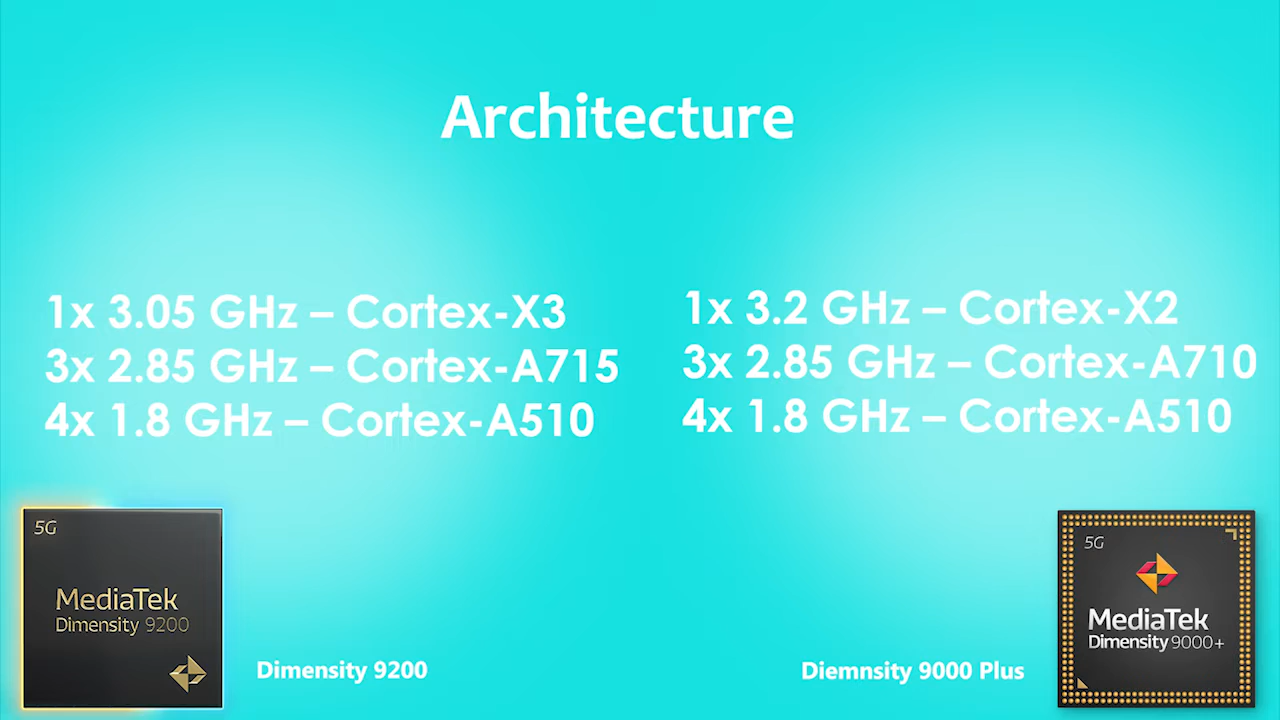 Architecture
1x 3.05 GHz – Cortex-X3
3x 2.85 GHz – Cortex-A715
4x 1.8 GHz – Cortex-A510
1x 3.2 GHz – Cortex-X2
3x 2.85 GHz – Cortex-A710
4x 1.8 GHz – Cortex-A510
5G
MediaTek
Dimensity 9200
Dimensity 9200
Diemnsity 9000 Plus
5G
MediaTek
Dimensity 9000+